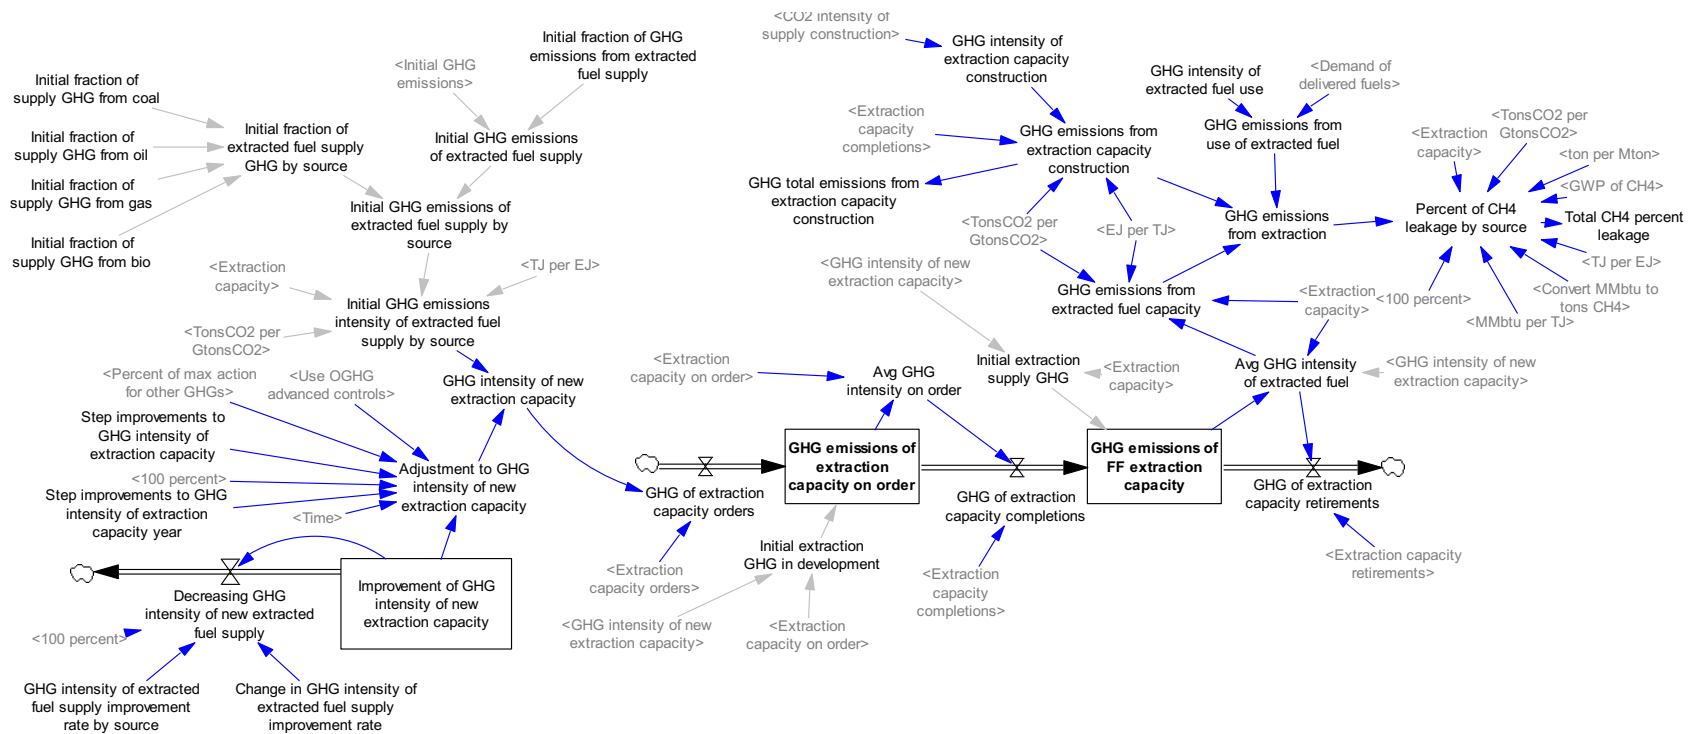 Initial fraction of
supply GHG from coal
Initial fraction of
supply GHG from oil
Initial fraction of
supply GHG from gas
Initial fraction of
supply GHG from bio
Initial fraction of
extracted fuel supply
GHG by source
<Initial GHG
emissions>
Initial fraction of GHG
emissions from extracted
fuel supply
Initial GHG emissions
of extracted fuel supply
Initial GHG emissions of
extracted fuel supply by
source
<Extraction
capacity>
<TJ per EJ>
<TonsCO2 per
GtonsCO2>
Initial GHG emissions
intensity of extracted fuel
supply by source
<Percent of max action
for other GHGs>
<Use OGHG
advanced controls>
GHG intensity of new
extraction capacity
Step improvements to
GHG intensity of
extraction capacity
<100 percent>
Step improvements to GHG
intensity of extraction
capacity year
<Time>
Adjustment to GHG
intensity of new
extraction capacity
Improvement of GHG
intensity of new
extraction capacity
Decreasing GHG
intensity of new extracted
fuel supply
<100 percent>
GHG intensity of extracted
fuel supply improvement
rate by source
Change in GHG intensity of
extracted fuel supply
improvement rate
<CO2 intensity of
supply construction>
GHG intensity of
extraction capacity
construction
<Extraction
capacity
completions>
GHG emissions from
extraction capacity
construction
GHG total emissions from
extraction capacity
construction
<TonsCO2 per
GtonsCO2>
<EJ per TJ>
GHG intensity of
extracted fuel use
<Demand of
delivered fuels>
GHG emissions from
use of extracted fuel
GHG emissions
from extraction
GHG emissions from
extracted fuel capacity
<Extraction
capacity>
<Extraction
capacity>
<TonsCO2 per
GtonsCO2>
<ton per Mton>
<GWP of CH4>
Percent of CH4
leakage by source
Total CH4 percent
leakage
<TJ per EJ>
<Convert MMbtu to
tons CH4>
<MMbtu per TJ>
<100 percent>
<GHG intensity of new
extraction capacity>
Initial extraction
supply GHG
<Extraction
capacity>
Avg GHG intensity
of extracted fuel
<GHG intensity of new
extraction capacity>
<Extraction
capacity on order>
Avg GHG
intensity on order
GHG emissions of
extraction
capacity on order
GHG emissions of
FF extraction
capacity
GHG of extraction
capacity orders
<Extraction
capacity orders>
Initial extraction
GHG in development
<GHG intensity of new
extraction capacity>
<Extraction
capacity on order>
GHG of extraction
capacity completions
<Extraction
capacity
completions>
GHG of extraction
capacity retirements
<Extraction capacity
retirements>